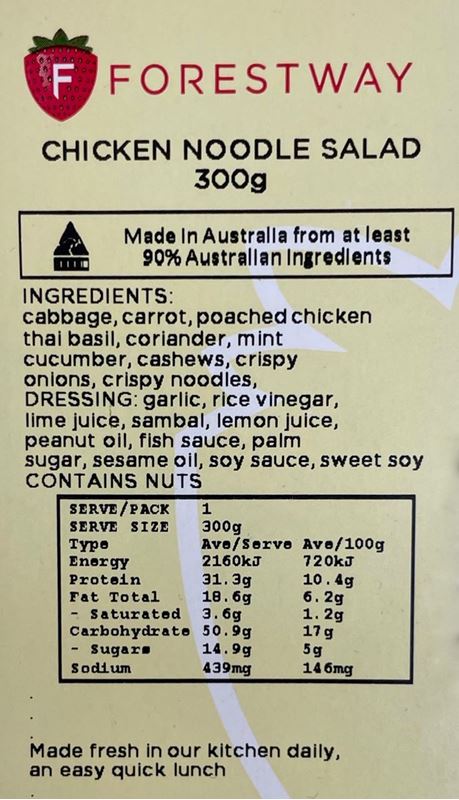 F FORESTWAY
CHICKEN NOODLE SALAD
300g
Made In Australia from at least
90% Australian Ingredients
INGREDIENTS:
cabbage, carrot, poached chicken
thai basil, coriander, mint
cucumber, cashews, crispy
onions, crispy noodles,
DRESSING: garlic, rice vinegar,
lime juice, sambal, lemon juice,
peanut oil, fish sauce, palm
sugar, sesame oil, soy sauce, sweet soy
CONTAINS NUTS
SERVE/PACK 1
SERVE SIZE 300g
Type Ave/Serve Ave/100g
Energy 2160kJ 720kJ
Protein 31.3g 10.4g
Fat Total 18.6g 6.2g
- Saturated 3.6g 1.2g
Carbohydrate 50.9g 17g
- Sugars 14.9g 5g
Sodium 439mg 146mg
Made fresh in our kitchen daily,
an easy quick lunch